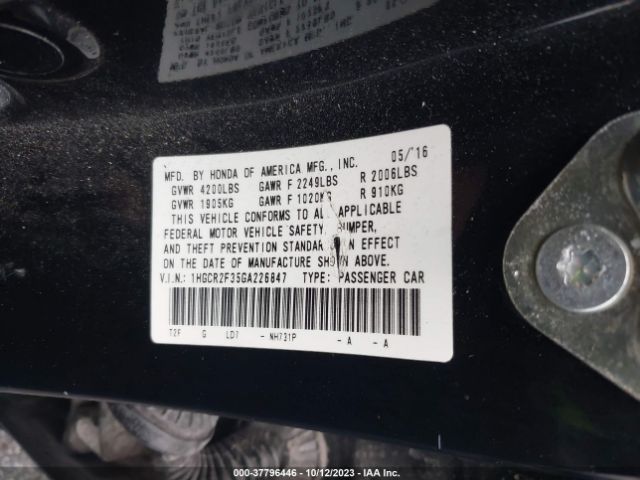 MFD. BY HONDA OF AMERICA MFG., INC. 05/16
GVWR 4200LBS GAWR F 2249LBS R 2006LBS
GVWR 1905KG GAWR F 1020KG R 910KG
THIS VEHICLE CONFORMS TO ALL APPLICABLE
FEDERAL MOTOR VEHICLE SAFETY, BUMPER,
AND THEFT PREVENTION STANDARDS IN EFFECT
ON THE DATE OF MANUFACTURE SHOWN ABOVE.
V.I.N.: 1HGCR2F35GA226847 TYPE: PASSENGER CAR
T2F G LD7 - NH731P - A - A
000-37796446 - 10/12/2023 - IAA Inc.